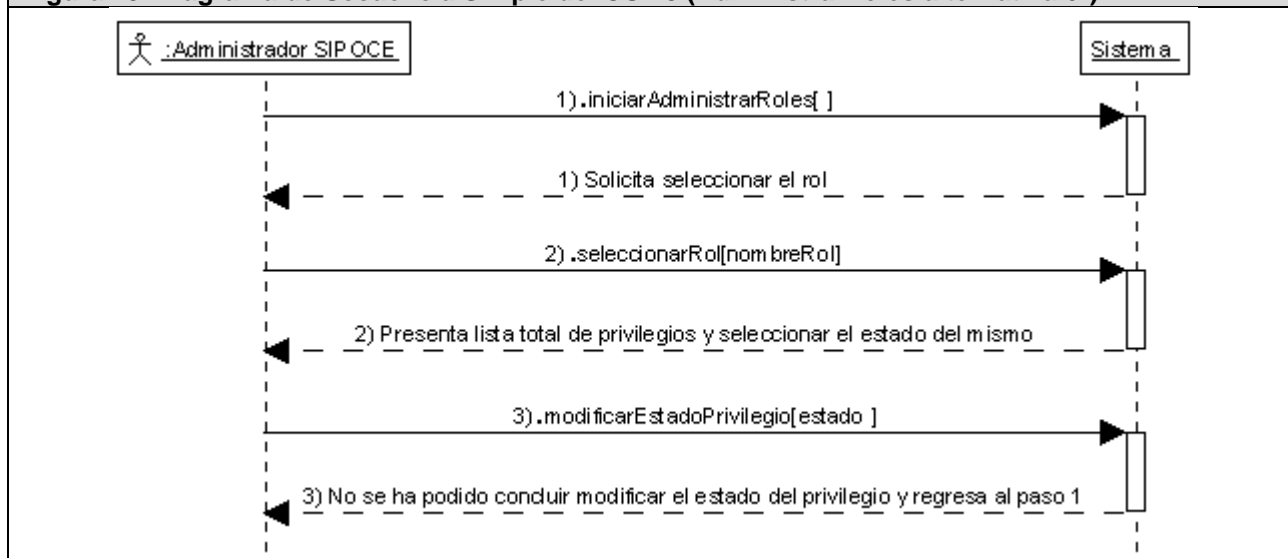 :Administrador SIPOCE
Sistema
1).iniciarAdministrarRoles[ ]
1) Solicita seleccionar el rol
2).seleccionarRol[nombreRol]
2) Presenta lista total de privilegios y seleccionar el estado del mismo
3).modificarEstadoPrivilegio[estado ]
3) No se ha podido concluir modificar el estado del privilegio y regresa al paso 1